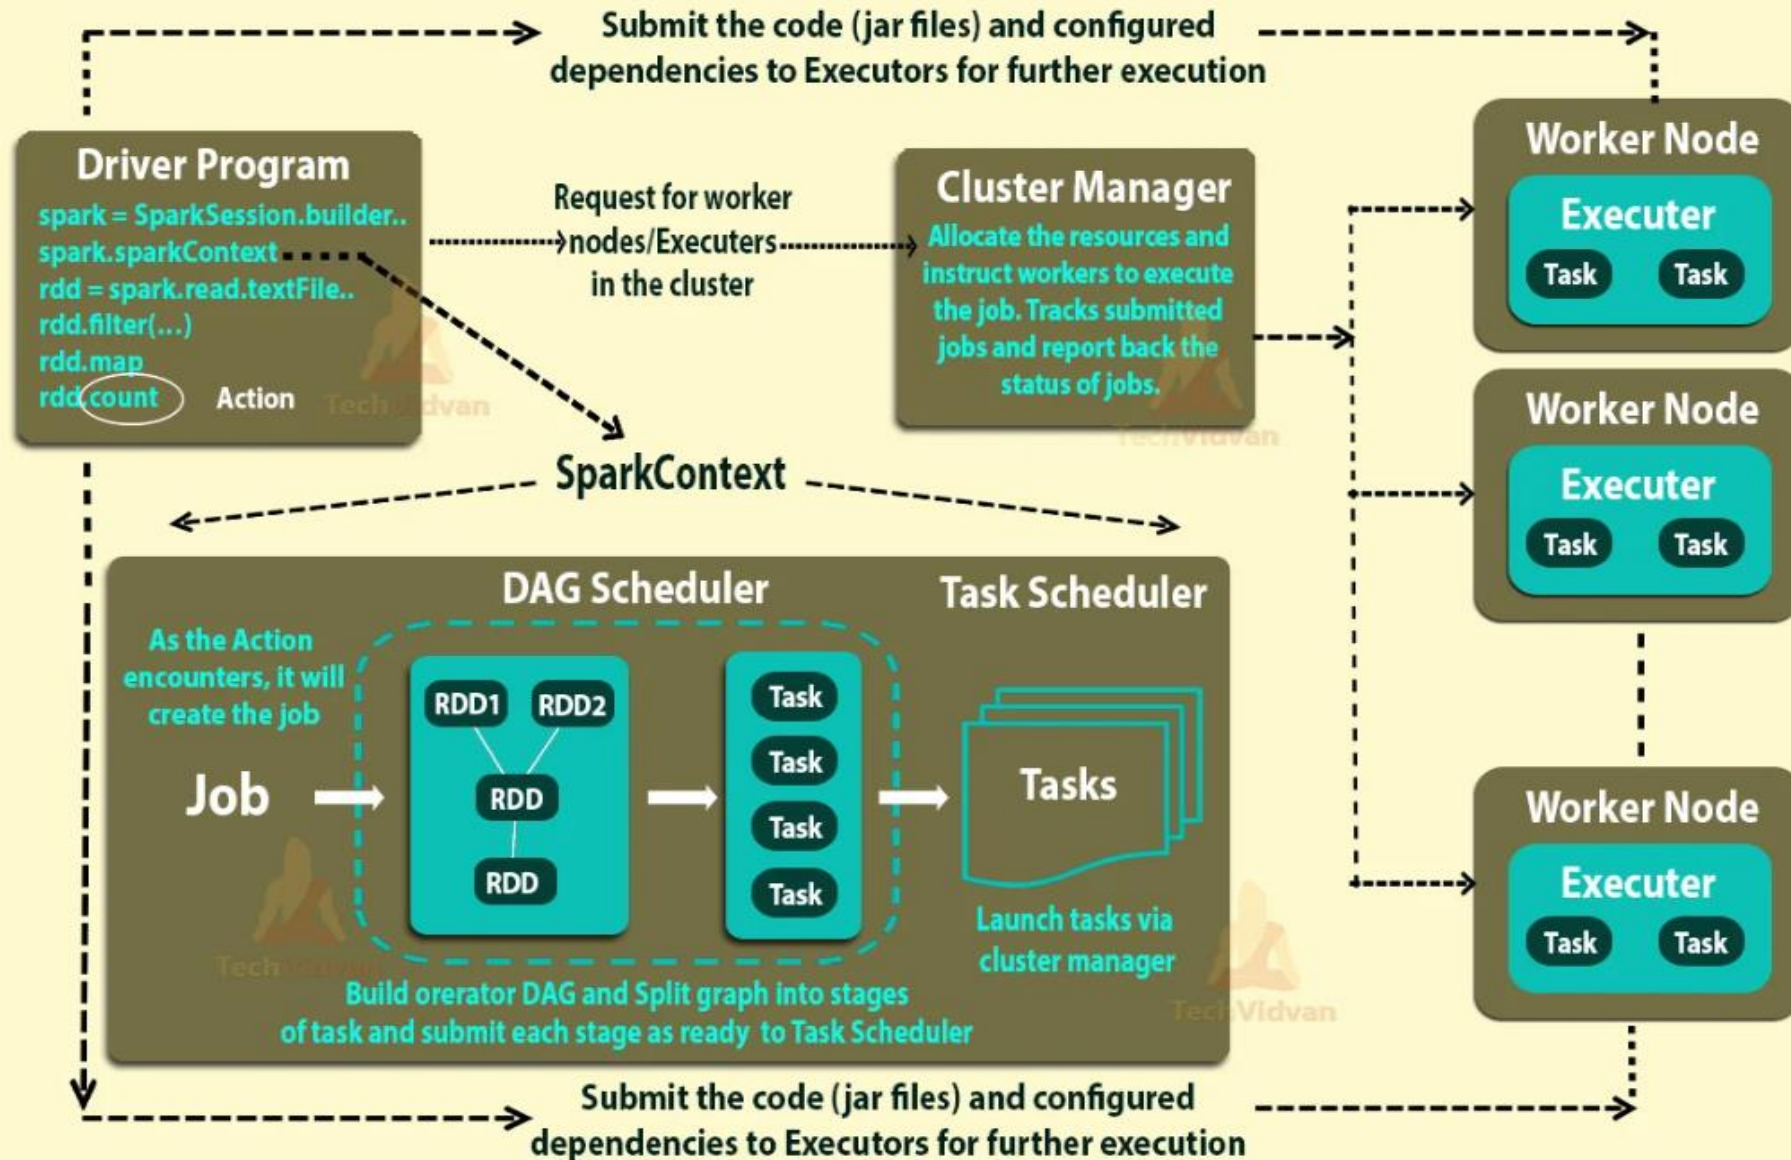 Submit the code (jar files) and configured
dependencies to Executors for further execution
Driver Program
spark = SparkSession.builder..
spark.sparkContext
rdd = spark.read.textFile..
rdd.filter(...)
rdd.map
rdd.count
Action
Request for worker
nodes/Executers
in the cluster
Cluster Manager
Allocate the resources and
instruct workers to execute
the job. Tracks submitted
jobs and report back the
status of jobs.
Worker Node
Executer
Task
Task
Worker Node
Executer
Task
Task
Worker Node
Executer
Task
Task
SparkContext
DAG Scheduler
Task Scheduler
As the Action
encounters, it will
create the job
Job
RDD1
RDD2
RDD
RDD
Task
Task
Task
Task
Tasks
Launch tasks via
cluster manager
Build orerator DAG and Split graph into stages
of task and submit each stage as ready to Task Scheduler
Submit the code (jar files) and configured
dependencies to Executors for further execution
TechVidvan
TechVidvan
TechVidvan
TechVidvan